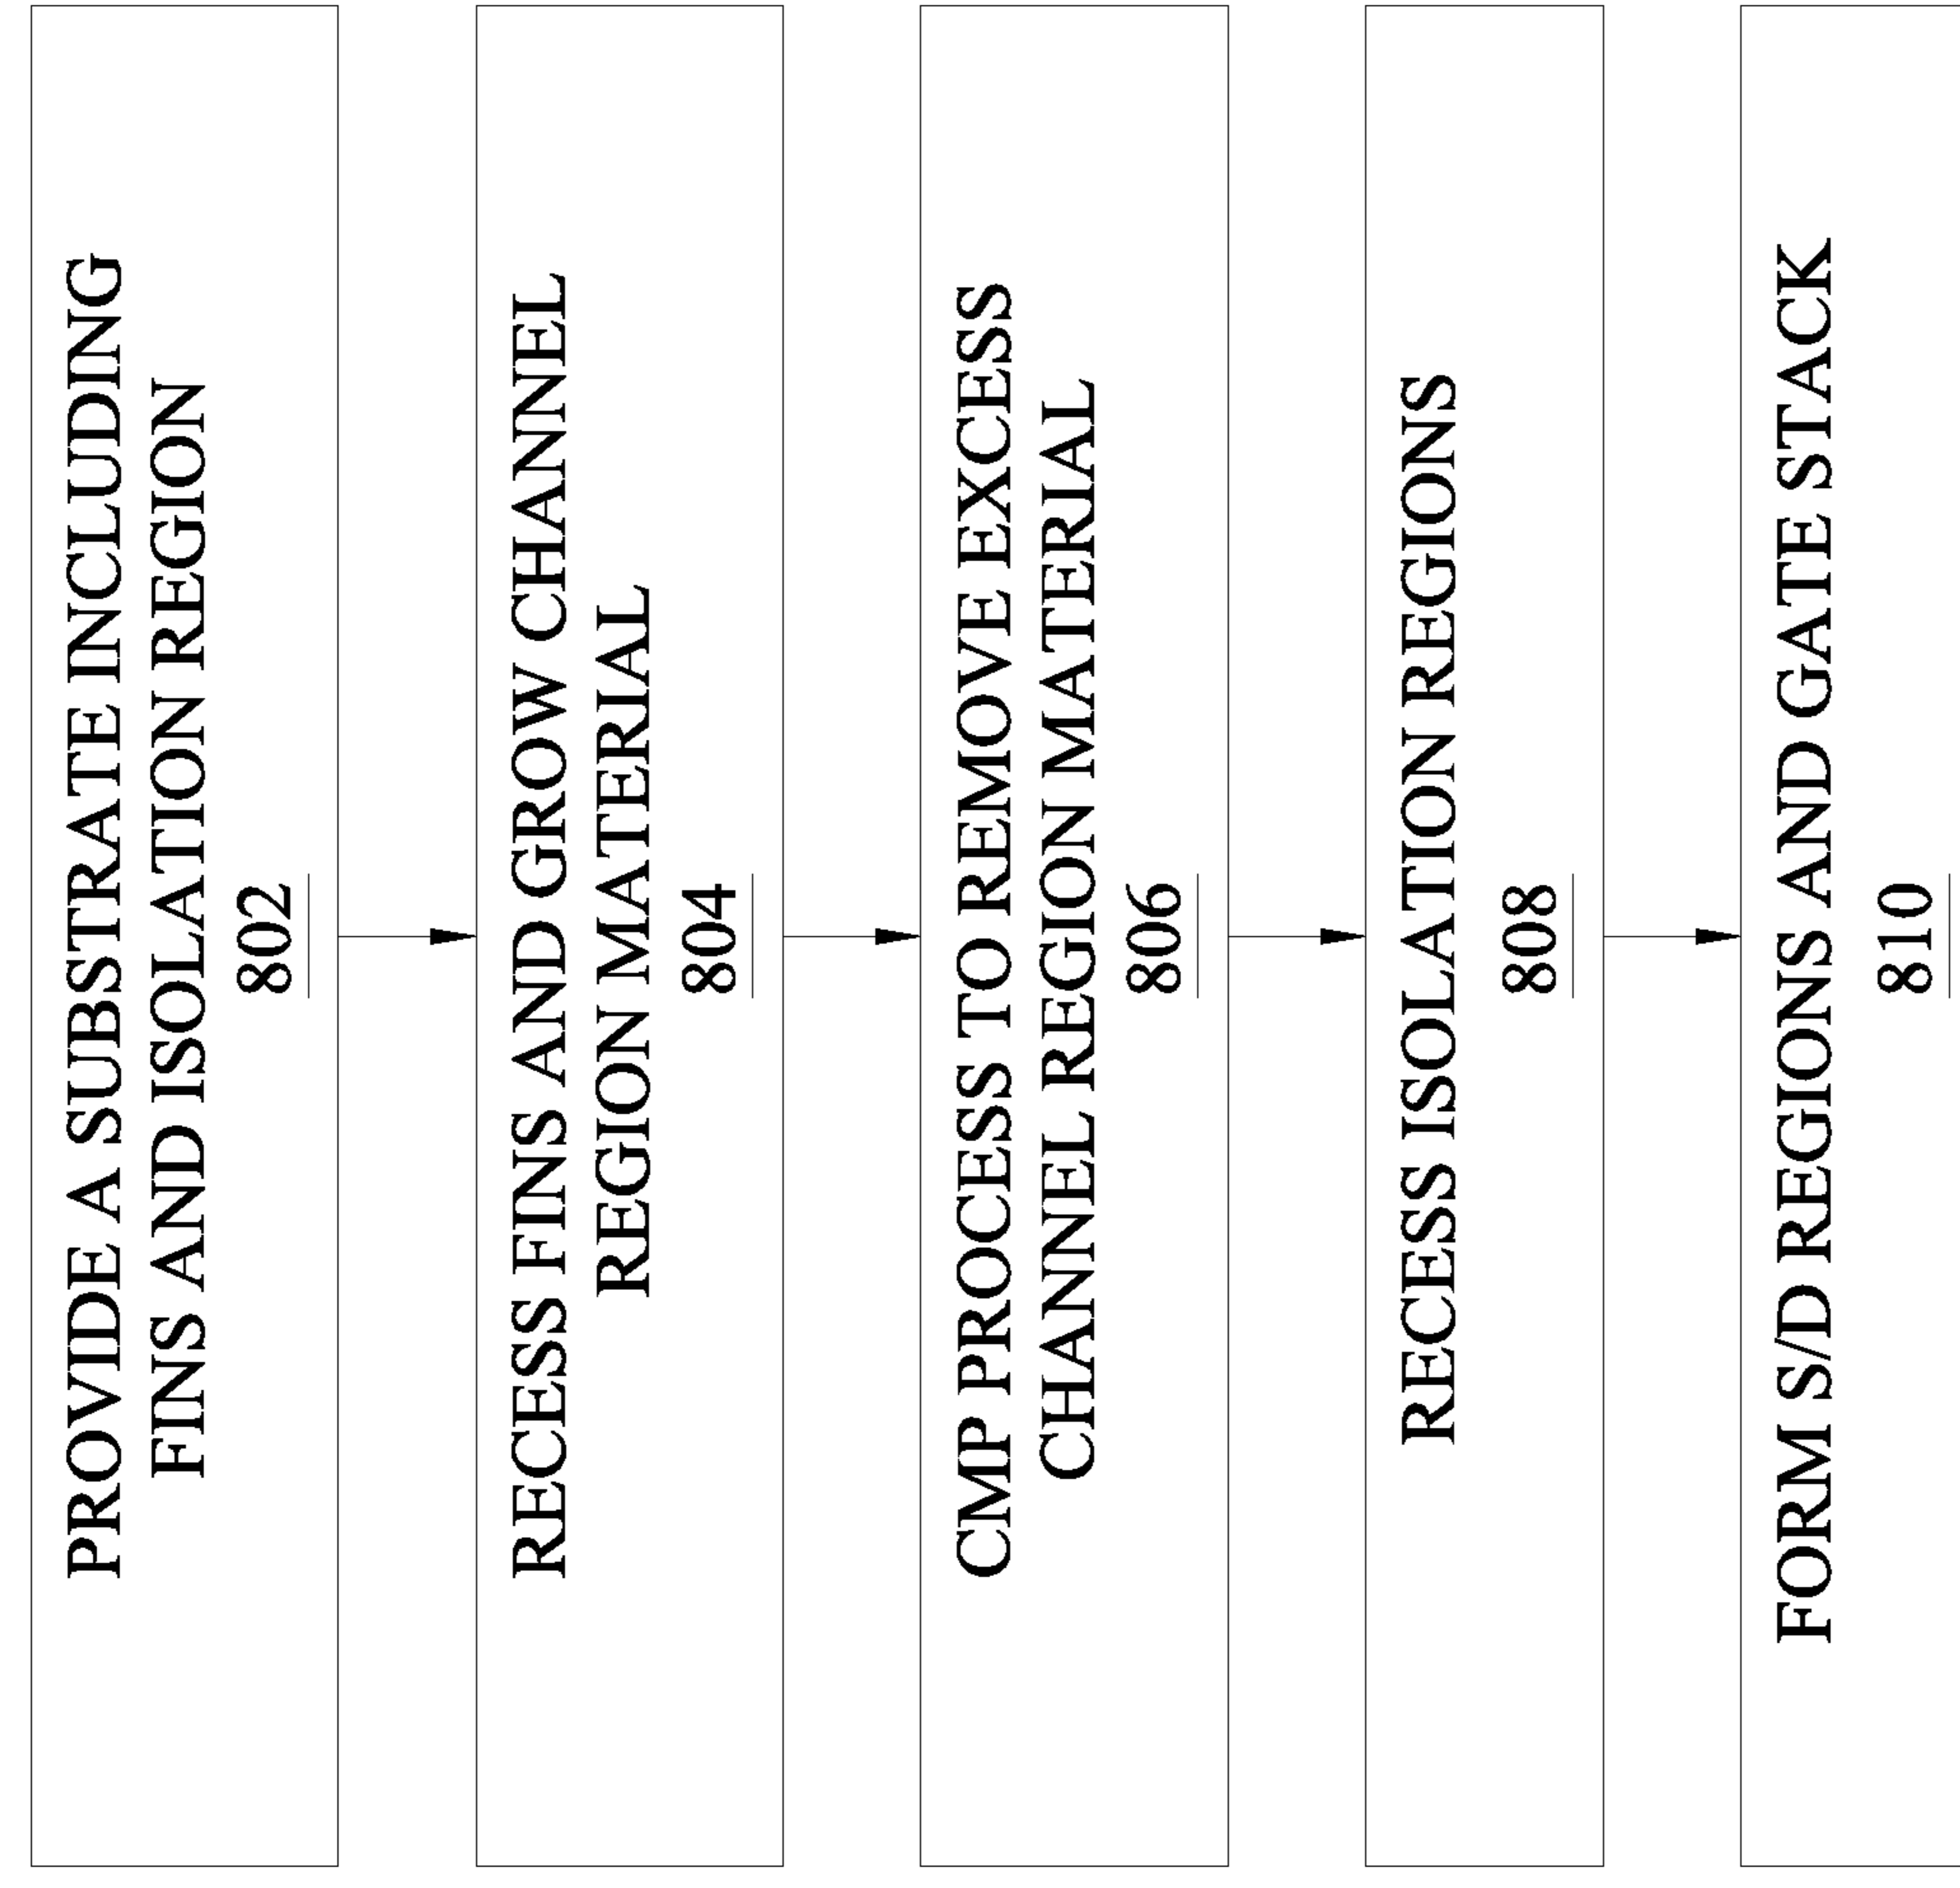 PROVIDE A SUBSTRATE INCLUDING
FINS AND ISOLATION REGION
802
RECESS FINS AND GROW CHANNEL
REGION MATERIAL
804
CMP PROCESS TO REMOVE EXCESS
CHANNEL REGION MATERIAL
806
RECESS ISOLATION REGIONS
808
FORM S/D REGIONS AND GATE STACK
810